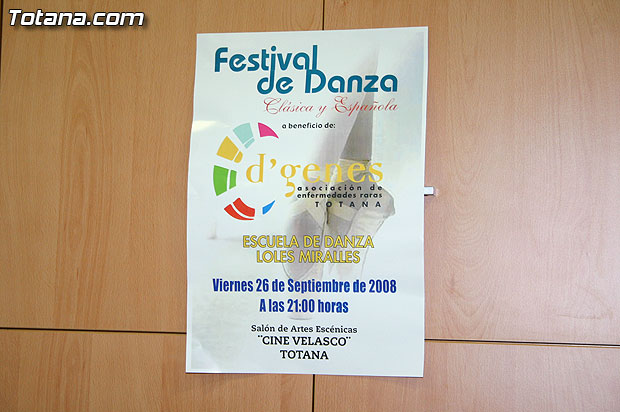 Totana.com
Festival
de Danza
Clásica y Española
a beneficio de:
d'genes
asociación de
enfermedades raras
TOTANA
ESCUELA DE DANZA
LOLES MIRALLES
Viernes 26 de Septiembre de 2008
A las 21:00 horas
Salón de Artes Escénicas
¨CINE VELASCO¨
TOTANA